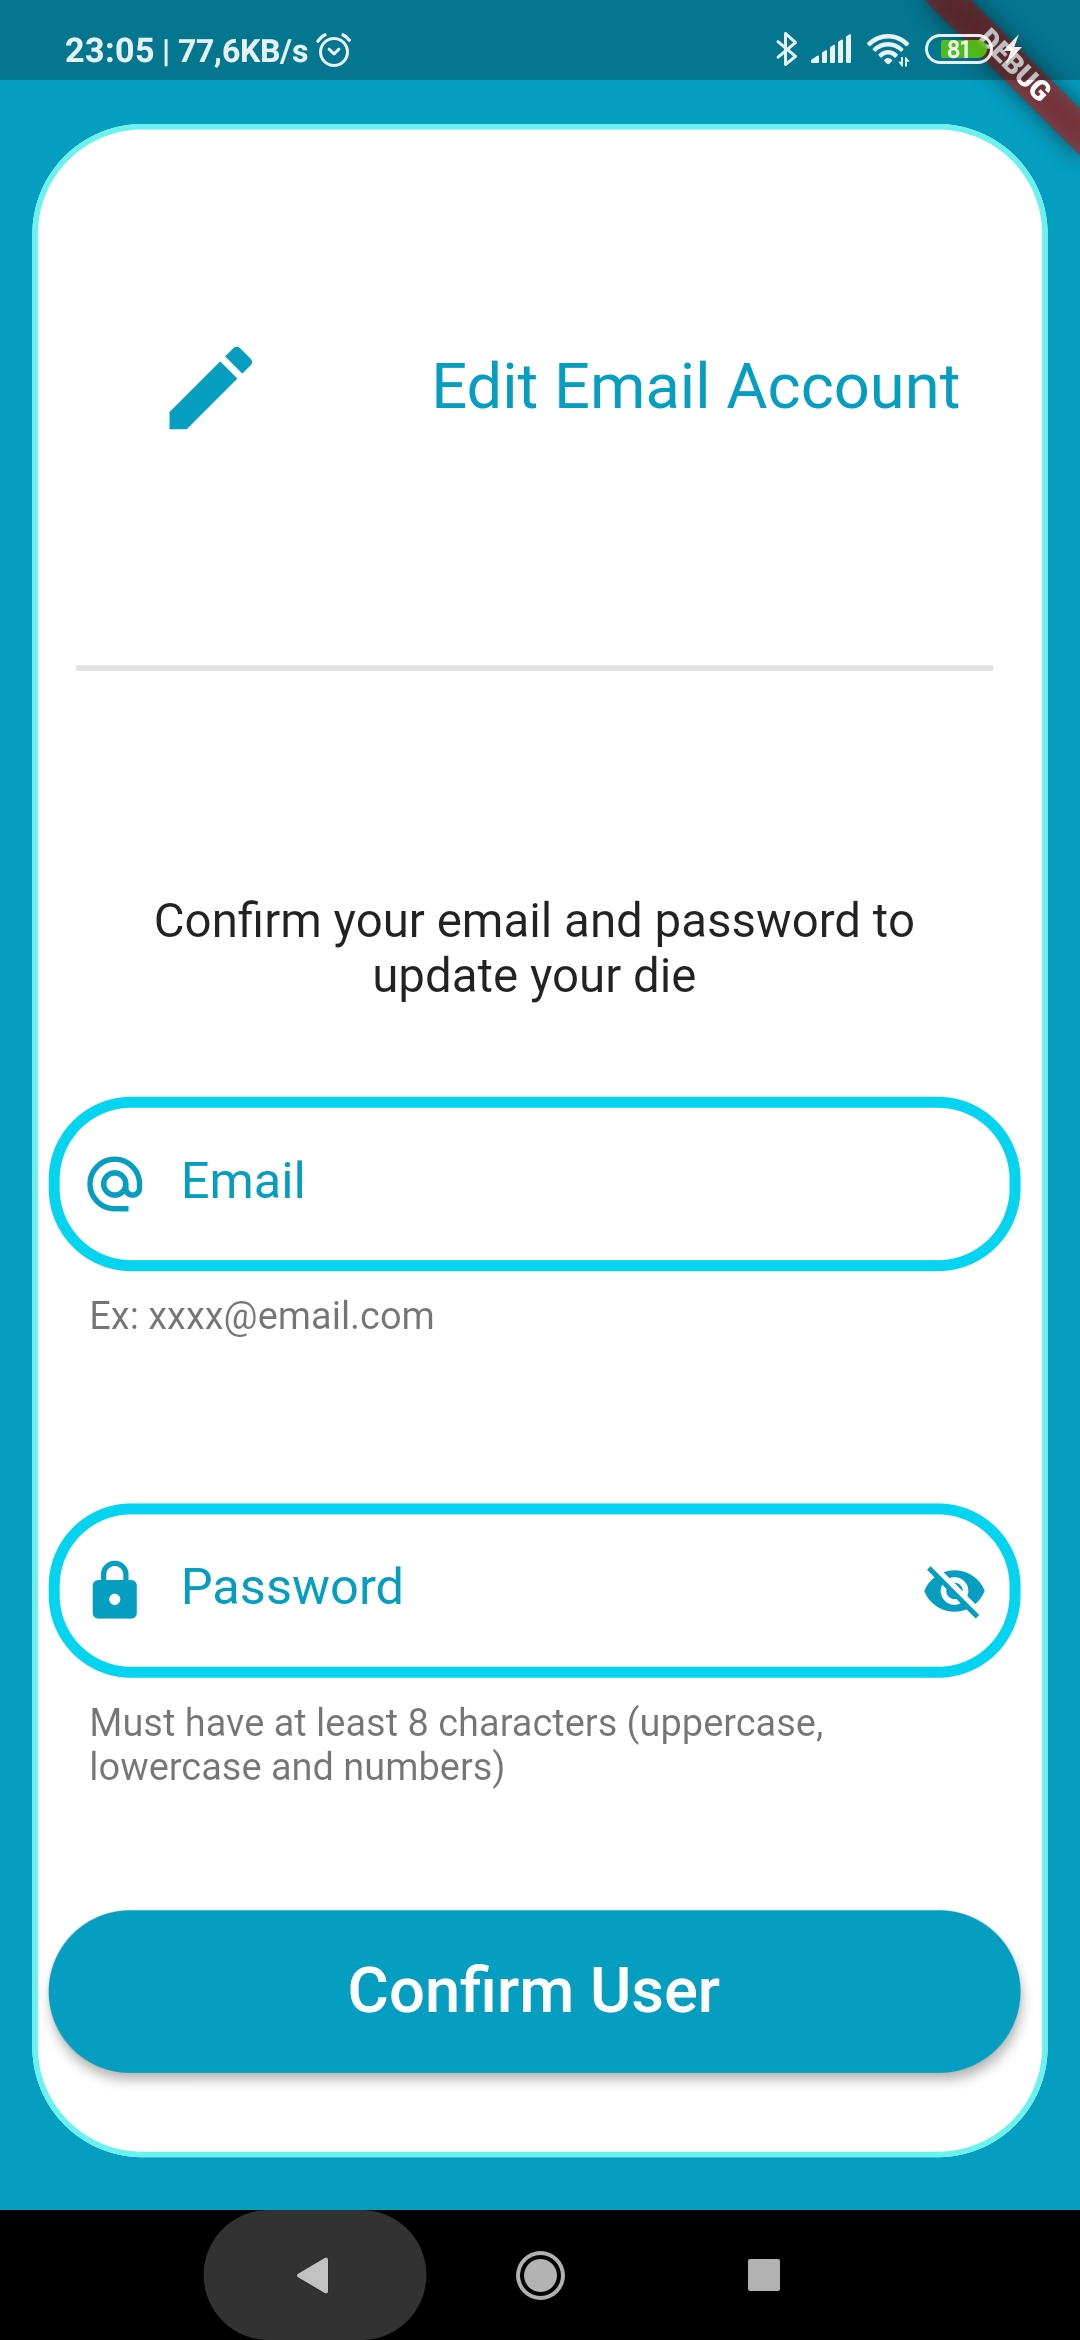 23:05 | 77,6KB/s
81
DEBUG
Edit Email Account
Confirm your email and password to
update your die
Email
Ex: xxxx@email.com
Password
Must have at least 8 characters (uppercase,
lowercase and numbers)
Confirm User